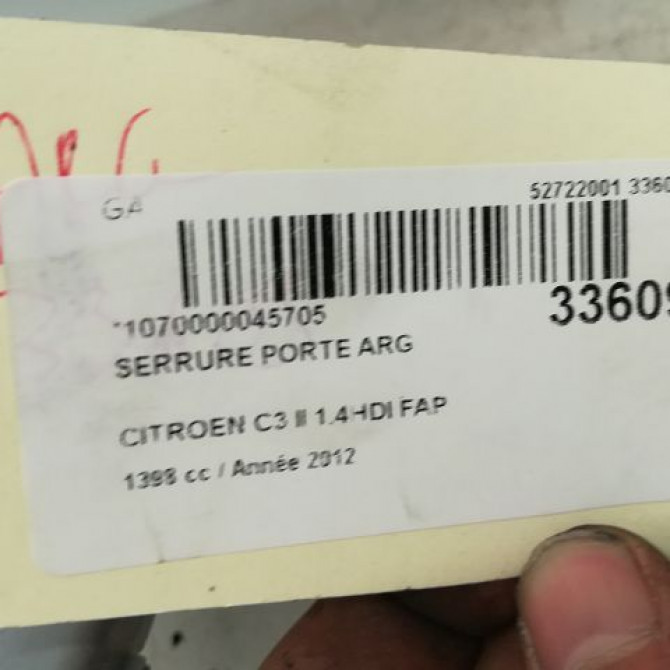 GA
52722001 3360
*1070000045705
33609
SERRURE PORTE ARG
CITROEN C3 II 1.4HDI FAP
1398 cc / Année 2012